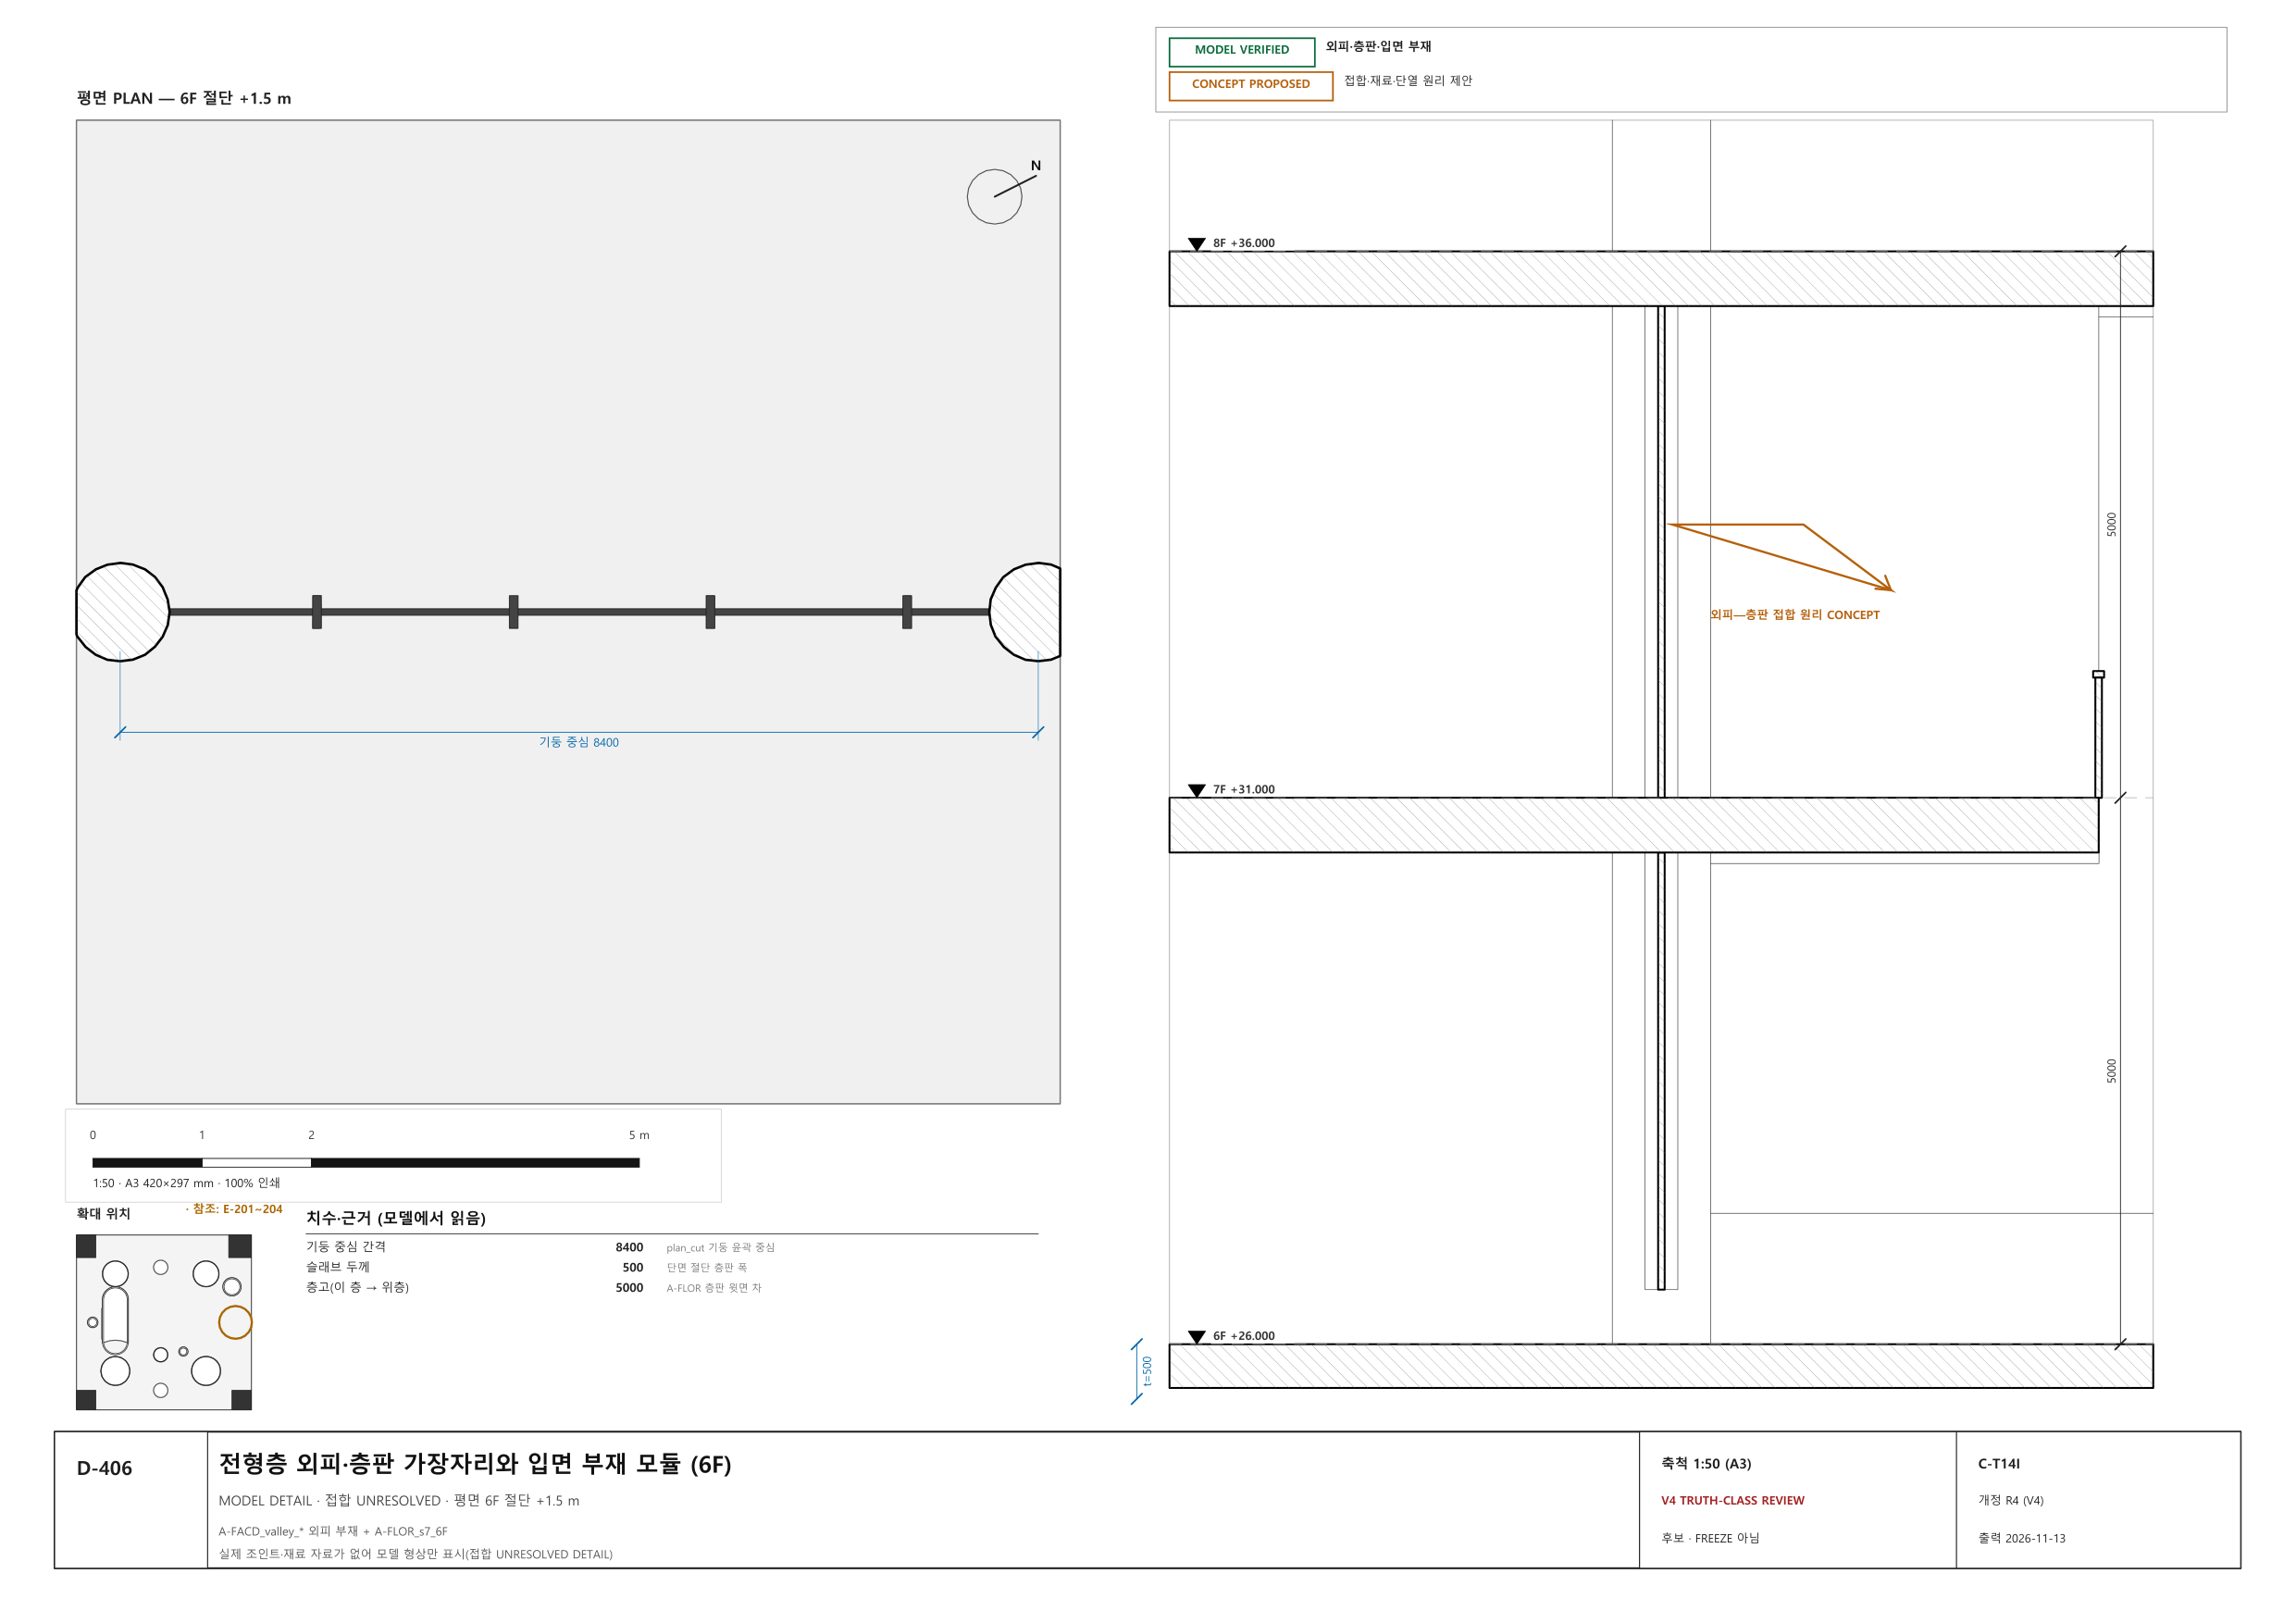 MODEL VERIFIED 외피·층판·입면 부재
CONCEPT PROPOSED 접합·재료·단열 원리 제안
평면 PLAN — 6F 절단 +1.5 m
N
기둥 중심 8400
8F +36.000
5000
외피—층판 접합 원리 CONCEPT
7F +31.000
5000
6F +26.000
t=500
0 1 2 5 m
1:50 · A3 420×297 mm · 100% 인쇄
확대 위치 · 참조: E-201~204
치수·근거 (모델에서 읽음)
기둥 중심 간격 8400 plan_cut 기둥 윤곽 중심
슬래브 두께 500 단면 절단 층판 폭
층고(이 층 → 위층) 5000 A-FLOR 층판 윗면 차
D-406
전형층 외피·층판 가장자리와 입면 부재 모듈 (6F)
MODEL DETAIL · 접합 UNRESOLVED · 평면 6F 절단 +1.5 m
A-FACD_valley_* 외피 부재 + A-FLOR_s7_6F
실제 조인트·재료 자료가 없어 모델 형상만 표시(접합 UNRESOLVED DETAIL)
축척 1:50 (A3)
V4 TRUTH-CLASS REVIEW
후보 · FREEZE 아님
C-T14I
개정 R4 (V4)
출력 2026-11-13